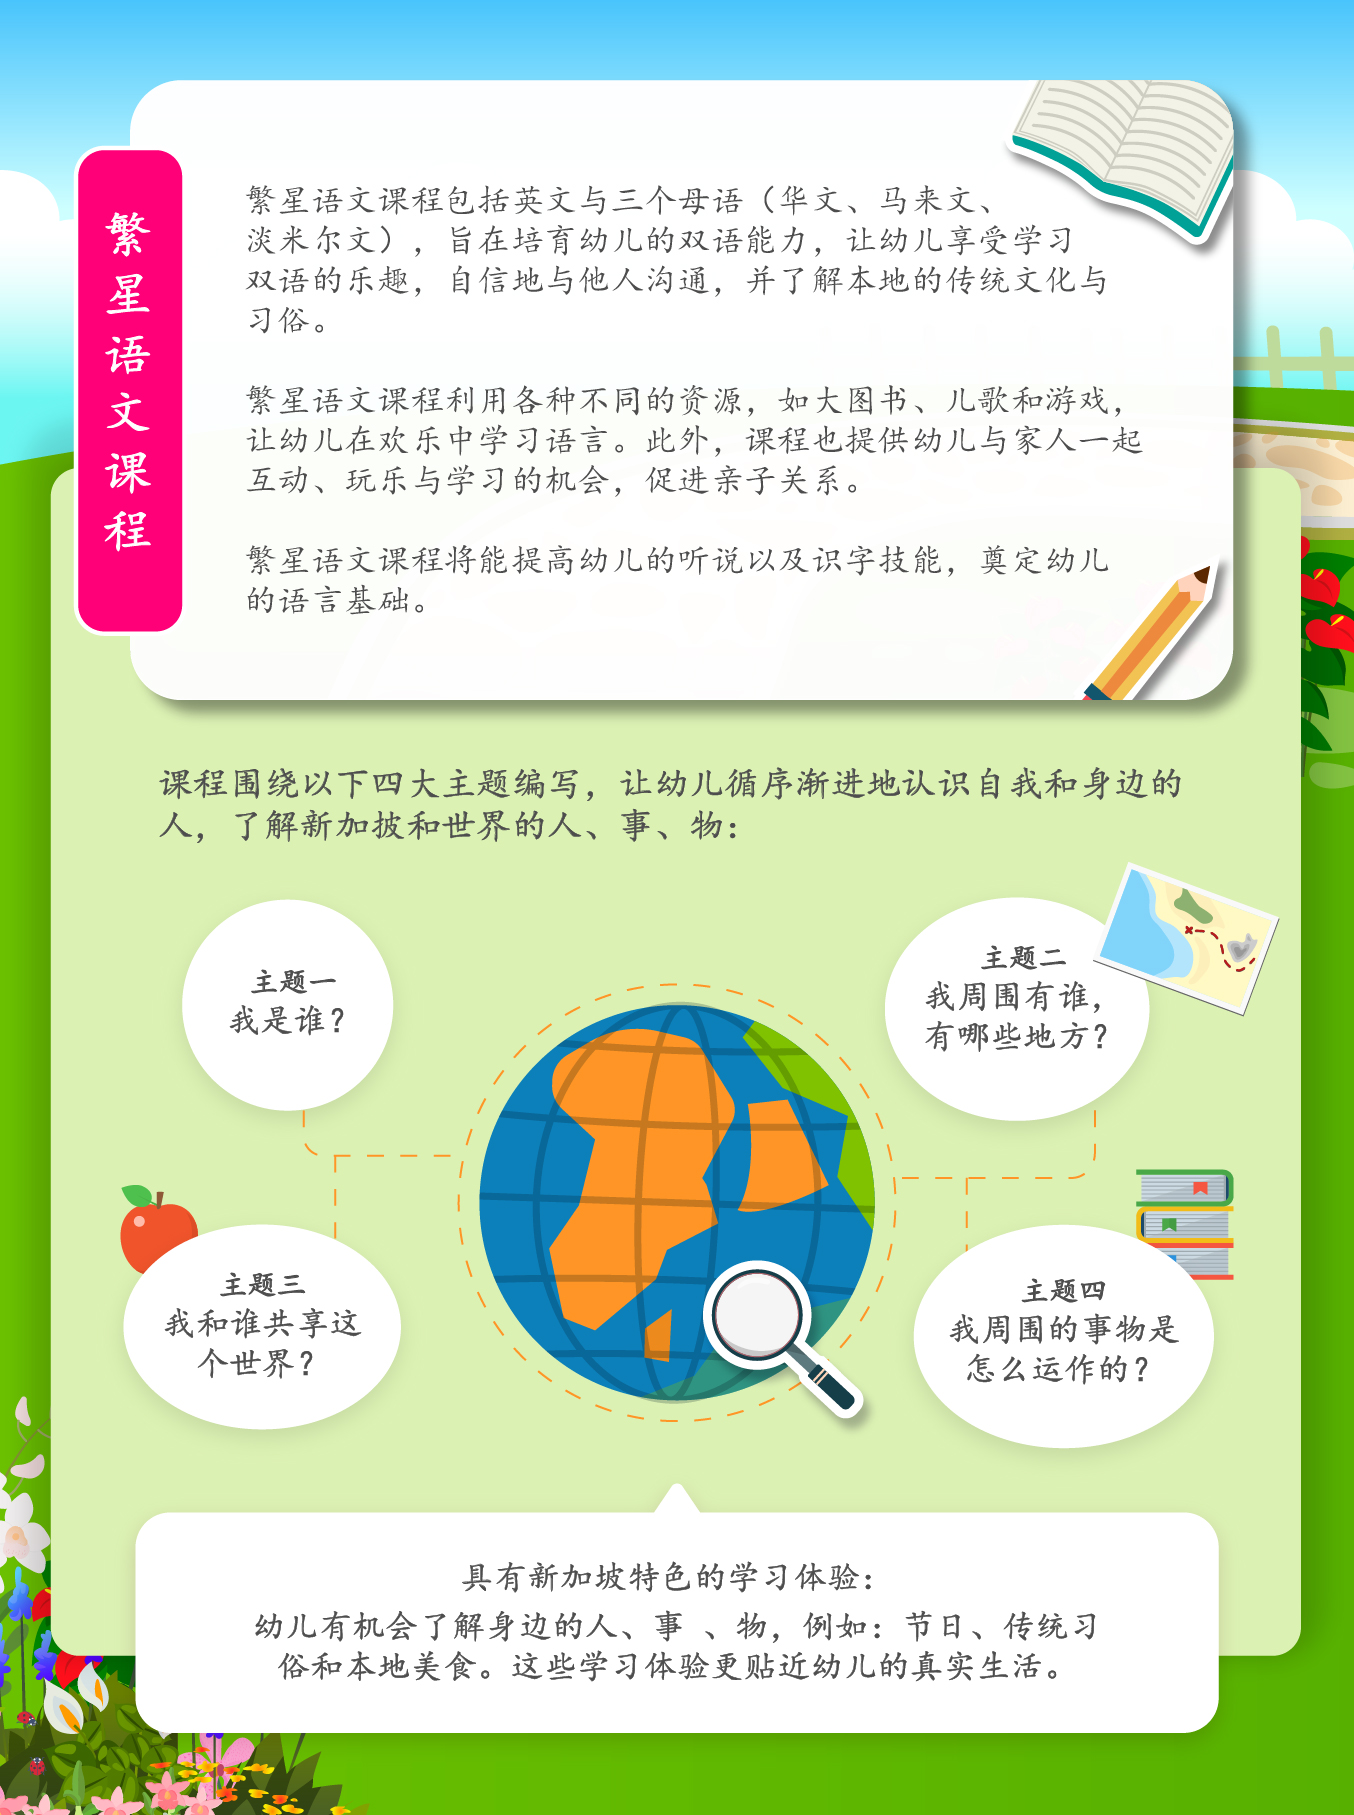 繁星语文课程
繁星语文课程包括英文与三个母语（华文、马来文、
淡米尔文），旨在培育幼儿的双语能力，让幼儿享受学习
双语的乐趣，自信地与他人沟通，并了解本地的传统文化与
习俗。
繁星语文课程利用各种不同的资源，如大图书、儿歌和游戏，
让幼儿在欢乐中学习语言。此外，课程也提供幼儿与家人一起
互动、玩乐与学习的机会，促进亲子关系。
繁星语文课程将能提高幼儿的听说以及识字技能，奠定幼儿
的语言基础。
课程围绕以下四大主题编写，让幼儿循序渐进地认识自我和身边的
人，了解新加披和世界的人、事、物：
主题一
我是谁？
主题二
我周围有谁，
有哪些地方？
主题三
我和谁共享这
个世界？
主题四
我周围的事物是
怎么运作的？
具有新加坡特色的学习体验：
幼儿有机会了解身边的人、事 、物，例如：节日、传统习
俗和本地美食。这些学习体验更贴近幼儿的真实生活。